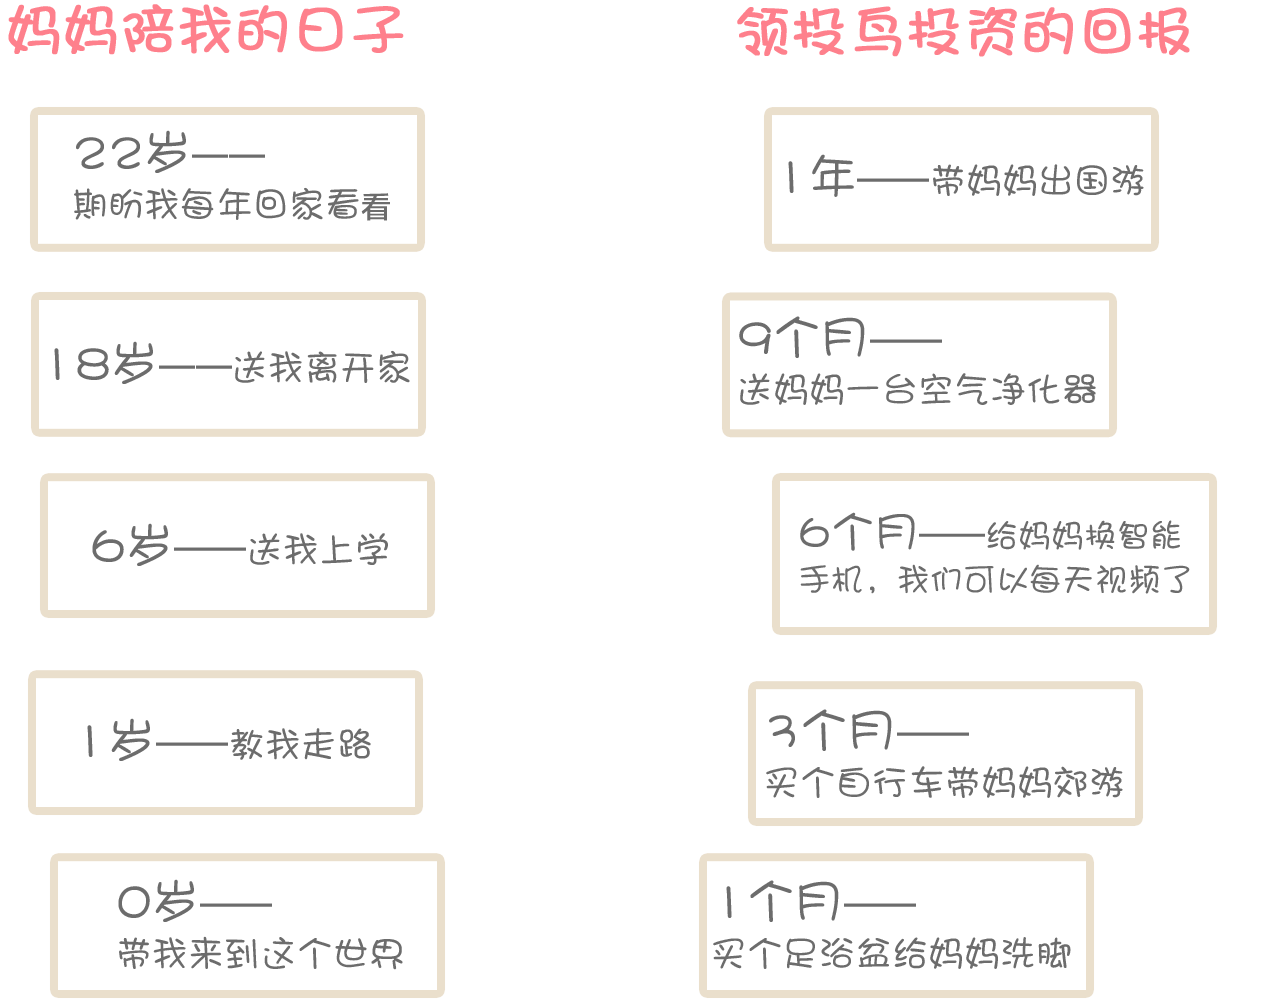 妈妈陪我的日子
22岁——
期盼我每年回家看看
18岁——送我离开家
6岁——送我上学
1岁——教我走路
0岁——
带我来到这个世界
领投鸟投资的回报
1年——带妈妈出国游
9个月——
送妈妈一台空气净化器
6个月——给妈妈换智能
手机，我们可以每天视频了
3个月——
买个自行车带妈妈郊游
1个月——
买个足浴盆给妈妈洗脚